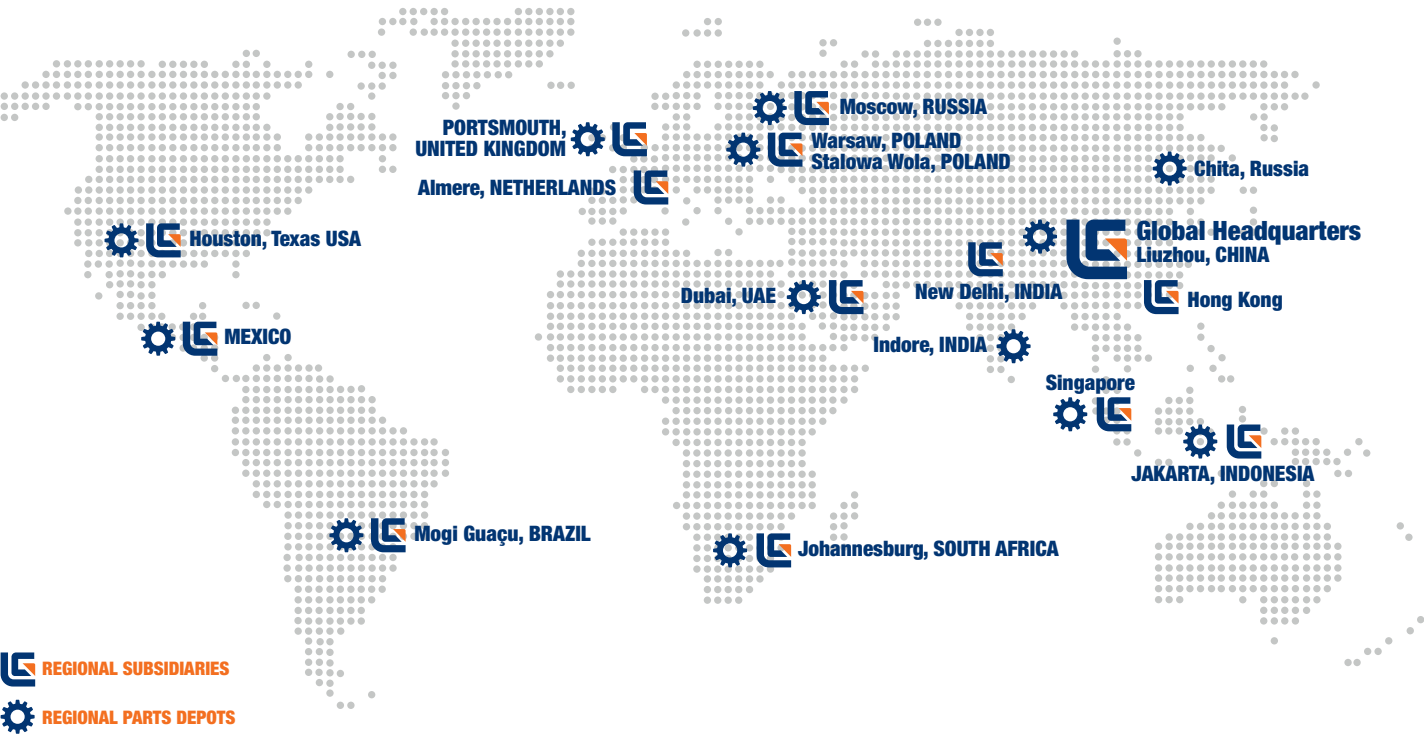 Moscow, RUSSIA
PORTSMOUTH,
UNITED KINGDOM
Warsaw, POLAND
Stalowa Wola, POLAND
Chita, Russia
Almere, NETHERLANDS
Houston, Texas USA
Global Headquarters
Liuzhou, CHINA
Dubai, UAE
New Delhi, INDIA
Hong Kong
MEXICO
Indore, INDIA
Singapore
JAKARTA, INDONESIA
Mogi Guaçu, BRAZIL
Johannesburg, SOUTH AFRICA
REGIONAL SUBSIDIARIES
REGIONAL PARTS DEPOTS